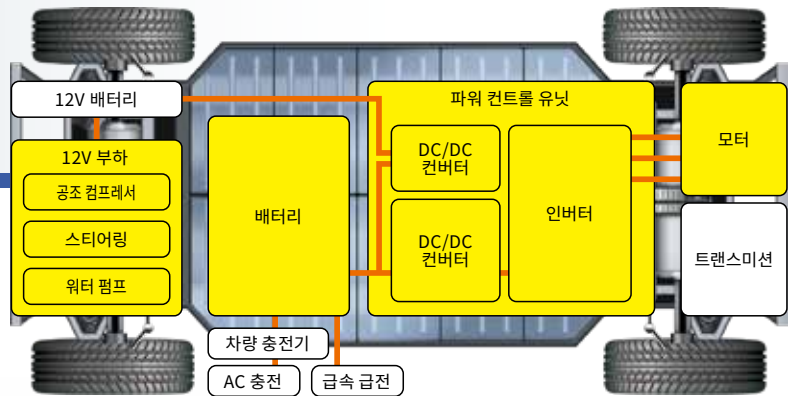 12V 배터리
12V 부하
공조 컴프레서
스티어링
워터 펌프
배터리
차량 충전기
AC 충전
급속 급전
파워 컨트롤 유닛
DC/DC
컨버터
DC/DC
컨버터
인버터
모터
트랜스미션